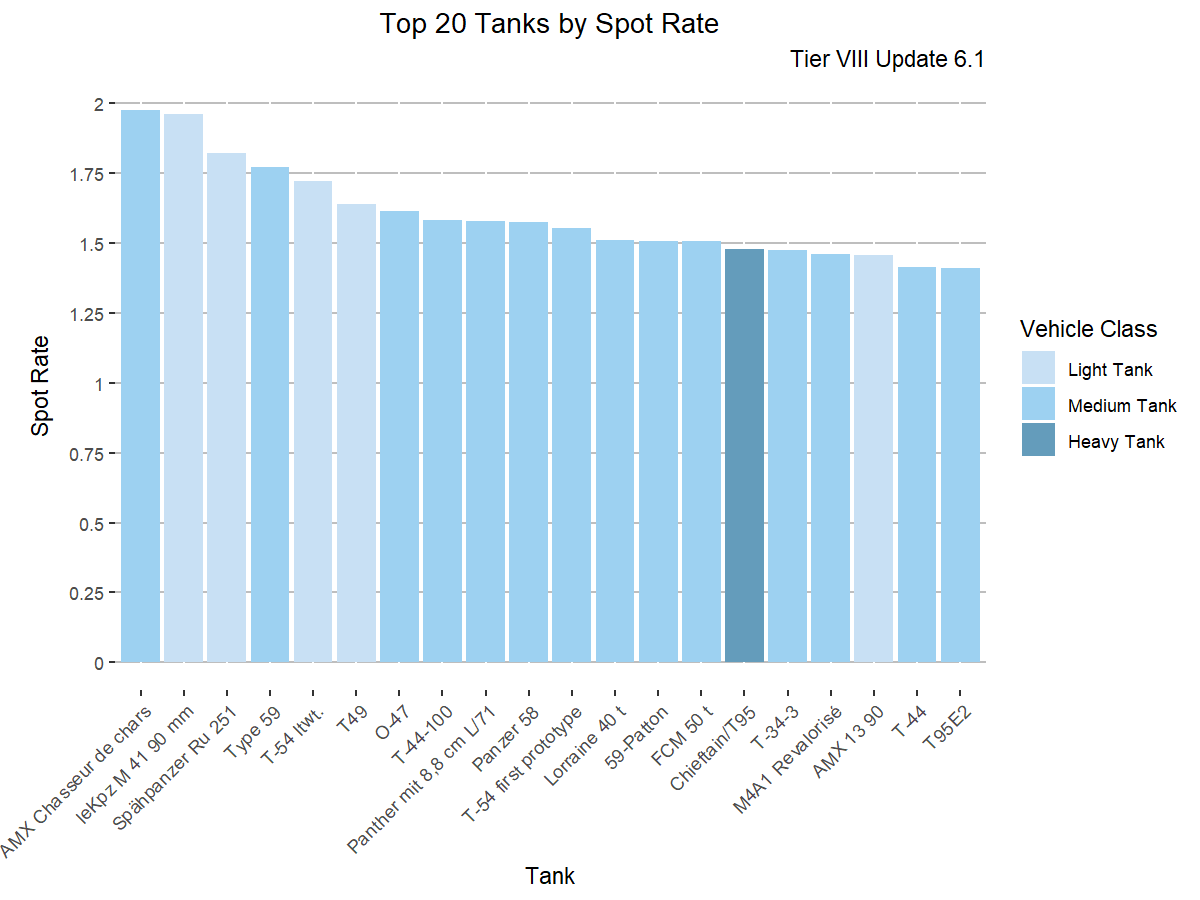 Top 20 Tanks by Spot Rate
Tier VIII Update 6.1
2
1.75
1.5
1.25
1
0.75
0.5
0.25
0
Spot Rate
AMX Chasseur de chars
leKpz M 41 90 mm
Spähpanzer Ru 251
Type 59
T-54 ltwt.
T49
O-47
T-44-100
Panther mit 8,8 cm L/71
Panzer 58
T-54 first prototype
Lorraine 40 t
59-Patton
FCM 50 t
Chieftain/T95
T-34-3
M4A1 Revalorisé
AMX 13 90
T-44
T95E2
Tank
Vehicle Class
Light Tank
Medium Tank
Heavy Tank